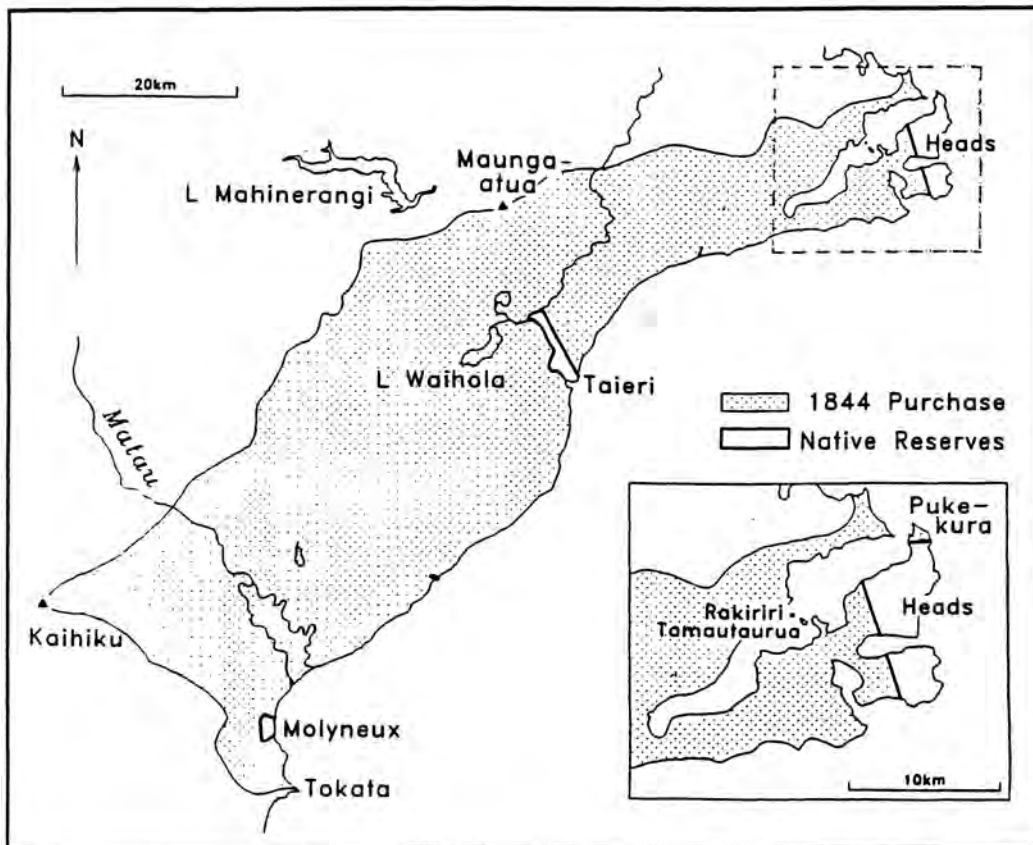 20km
N
L Mahinerangi
Maunga-
atua
Heads
L Waihola
Taieri
1844 Purchase
Native Reserves
Matau
Kaihiku
Molyneux
Tokata
Puke-
kura
Heads
Rakiriri
Tamautaurua
10km